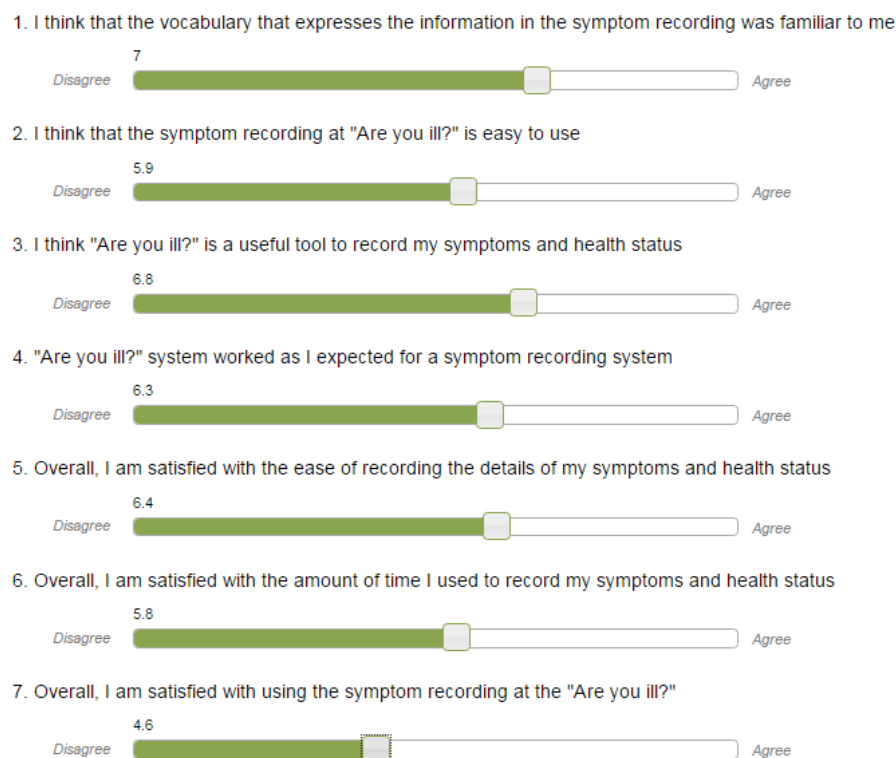 1. I think that the vocabulary that expresses the information in the symptom recording was familiar to me
7
Disagree Agree
2. I think that the symptom recording at "Are you ill?" is easy to use
5.9
Disagree Agree
3. I think "Are you ill?" is a useful tool to record my symptoms and health status
6.8
Disagree Agree
4. "Are you ill?" system worked as I expected for a symptom recording system
6.3
Disagree Agree
5. Overall, I am satisfied with the ease of recording the details of my symptoms and health status
6.4
Disagree Agree
6. Overall, I am satisfied with the amount of time I used to record my symptoms and health status
5.8
Disagree Agree
7. Overall, I am satisfied with using the symptom recording at the "Are you ill?"
4.6
Disagree Agree